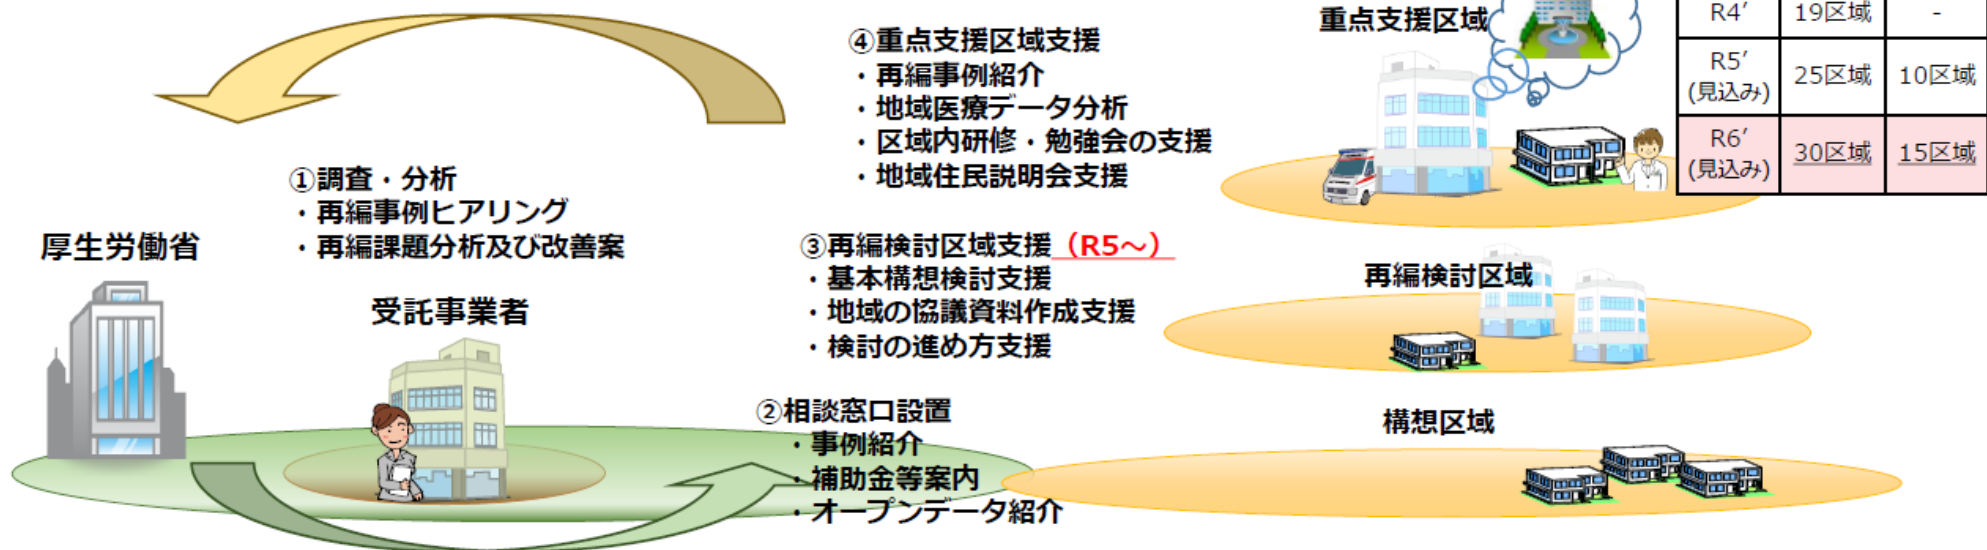 厚生労働省
①調査・分析
・再編事例ヒアリング
・再編課題分析及び改善案
受託事業者
④重点支援区域支援
・再編事例紹介
・地域医療データ分析
・区域内研修・勉強会の支援
・地域住民説明会支援
③再編検討区域支援（R5～）
・基本構想検討支援
・地域の協議資料作成支援
・検討の進め方支援
②相談窓口設置
・事例紹介
・補助金等案内
・オープンデータ紹介
重点支援区域
再編検討区域
構想区域
R4′ 19区域 -
R5′
(見込み) 25区域 10区域
R6′
(見込み) 30区域 15区域